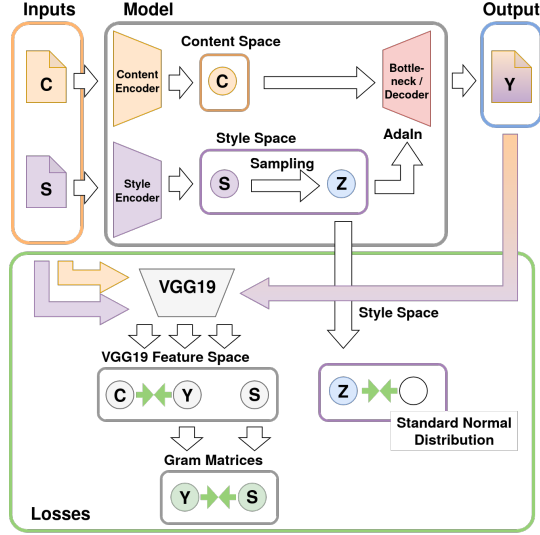 Inputs
Model
Output
C
Content
Encoder
Content Space
C
Bottle-
neck /
Decoder
Y
AdaIn
S
Style
Encoder
Style Space
S
Sampling
Z
VGG19
Style Space
VGG19 Feature Space
C
Y
S
Z
Standard Normal
Distribution
Gram Matrices
Y
S
Losses